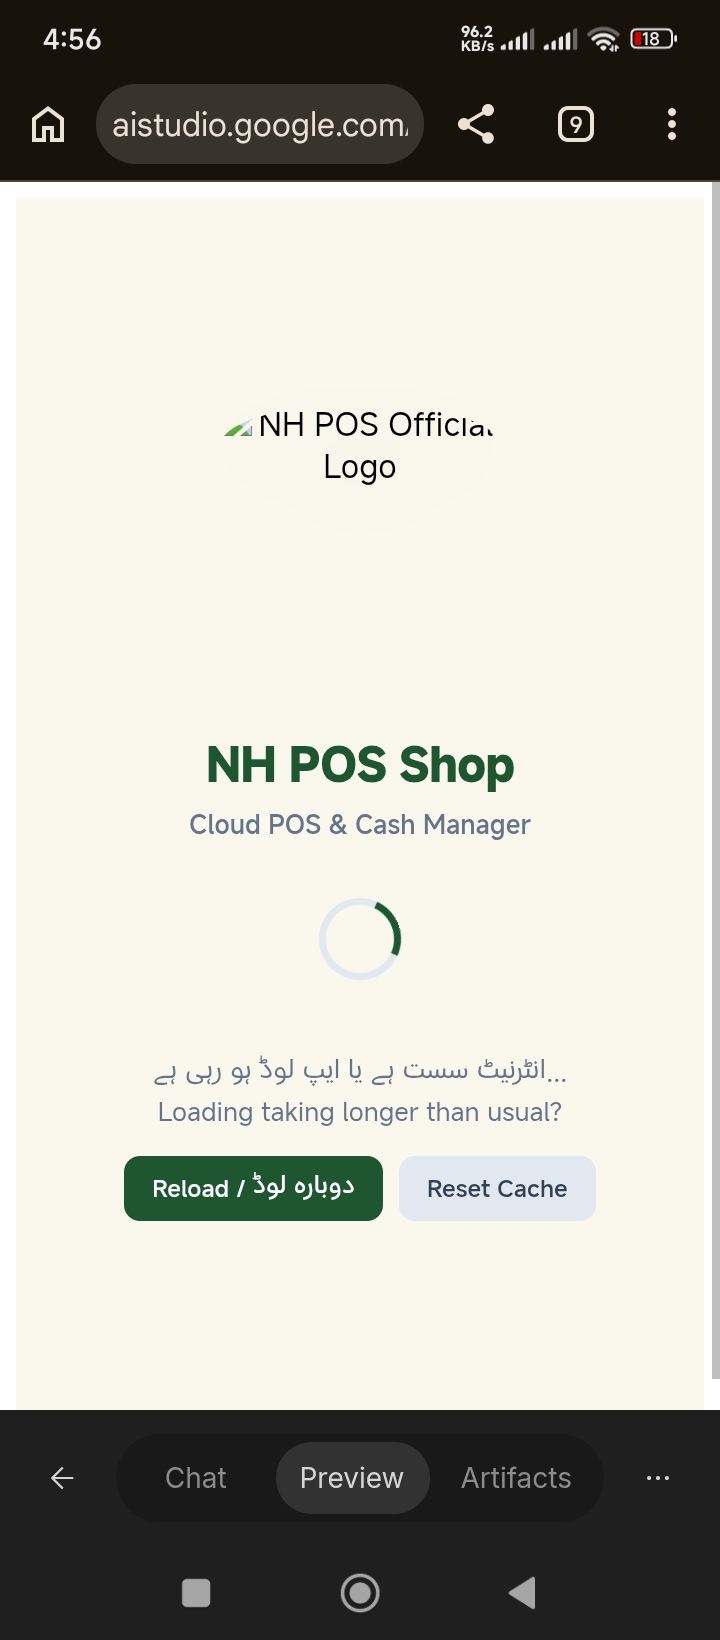 4:56
96.2
KB/s
18
aistudio.google.com/
9
NH POS Official
Logo
NH POS Shop
Cloud POS & Cash Manager
انٹرنیٹ سست ہے یا ایپ لوڈ ہو رہی ہے...
Loading taking longer than usual?
Reload / دوبارہ لوڈ
Reset Cache
Chat
Preview
Artifacts